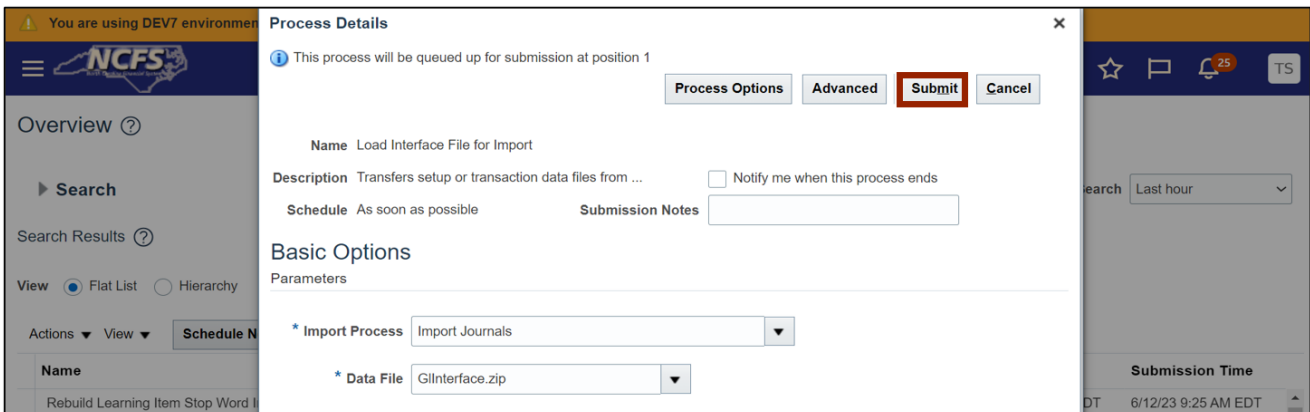 You are using DEV7 environmen
Process Details
This process will be queued up for submission at position 1
NCFS
25
TS
Process Options
Advanced
Submit
Cancel
Overview
Name Load Interface File for Import
Description Transfers setup or transaction data files from ...
Notify me when this process ends
Search
earch Last hour
Schedule As soon as possible
Submission Notes
Search Results
Basic Options
Parameters
View Flat List Hierarchy
* Import Process Import Journals
Actions View Schedule N
* Data File GlInterface.zip
Name
Submission Time
Rebuild Learning Item Stop Word I
DT 6/12/23 9:25 AM EDT